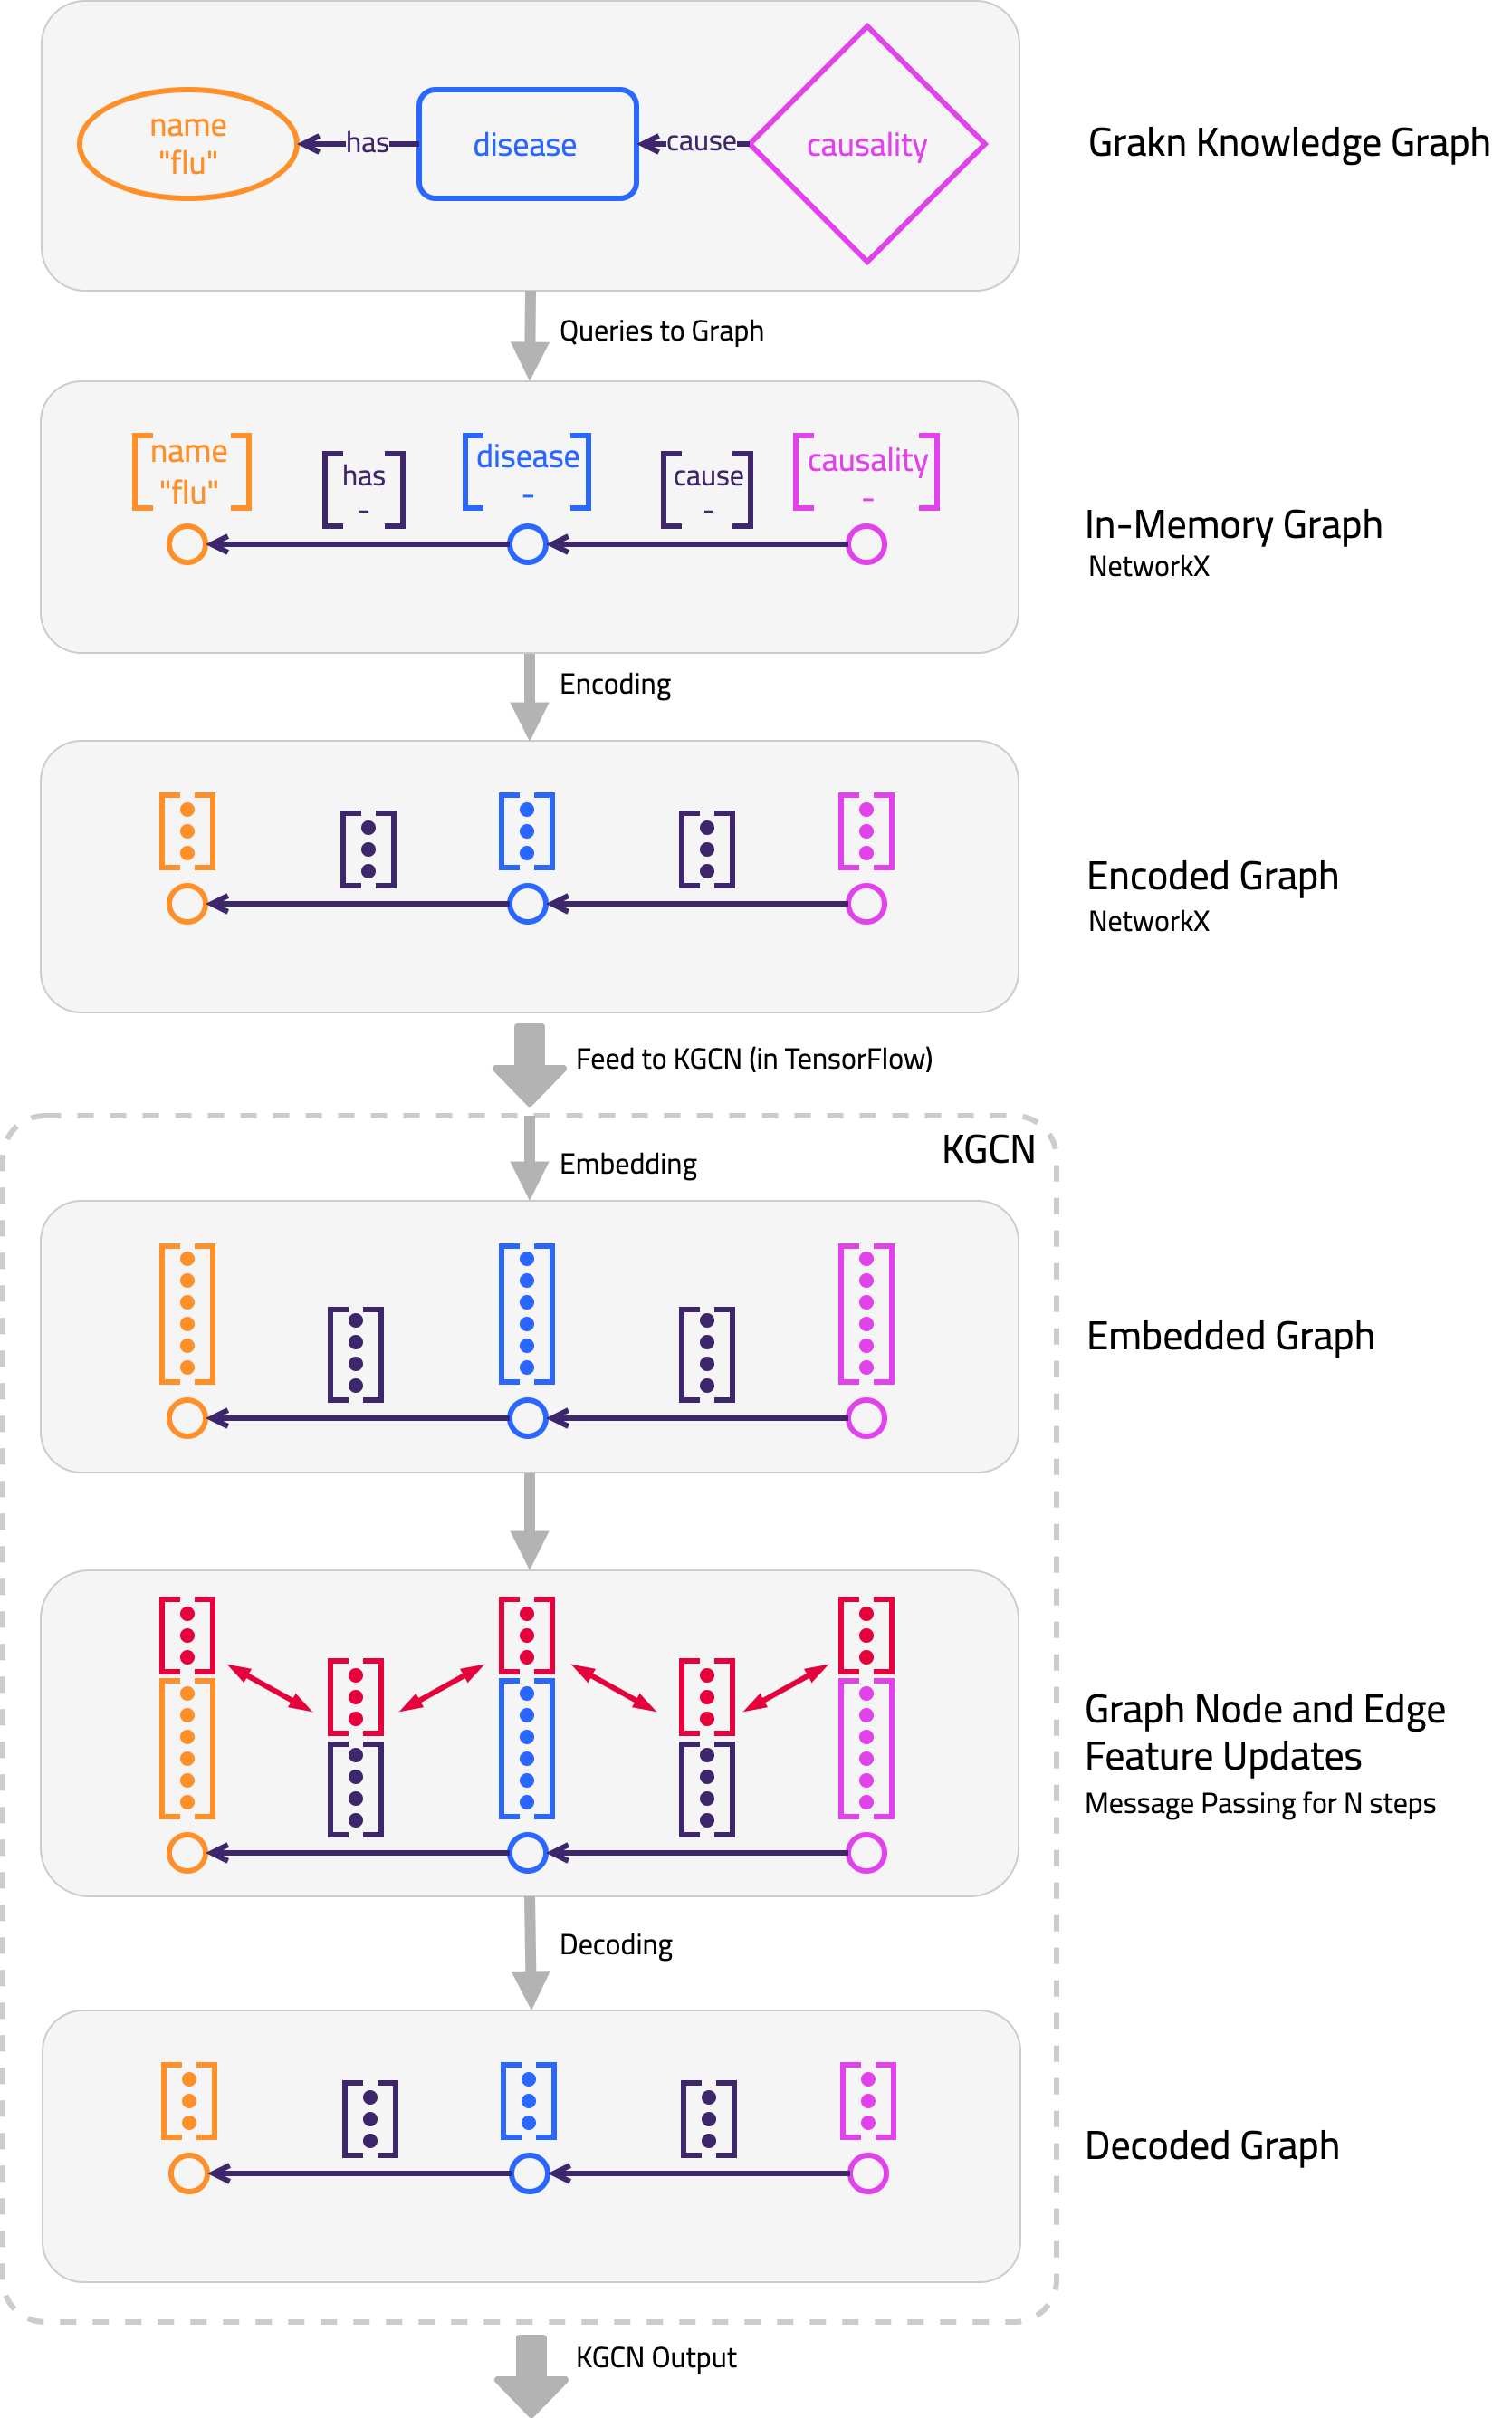 name
"flu"
has
disease
cause
causality
Grakn Knowledge Graph
Queries to Graph
name
"flu"
has
-
disease
-
cause
-
causality
-
In-Memory Graph
NetworkX
Encoding
Encoded Graph
NetworkX
Feed to KGCN (in TensorFlow)
KGCN
Embedding
Embedded Graph
Graph Node and Edge
Feature Updates
Message Passing for N steps
Decoding
Decoded Graph
KGCN Output